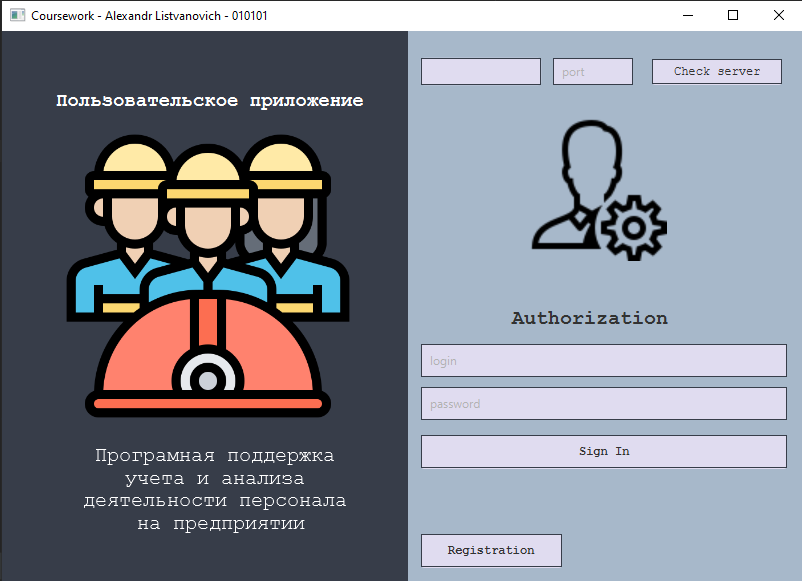 Coursework - Alexandr Listvanovich - 010101
Пользовательское приложение
Програмная поддержка
учета и анализа
деятельности персонала
на предприятии
port
Check server
Authorization
login
password
Sign In
Registration